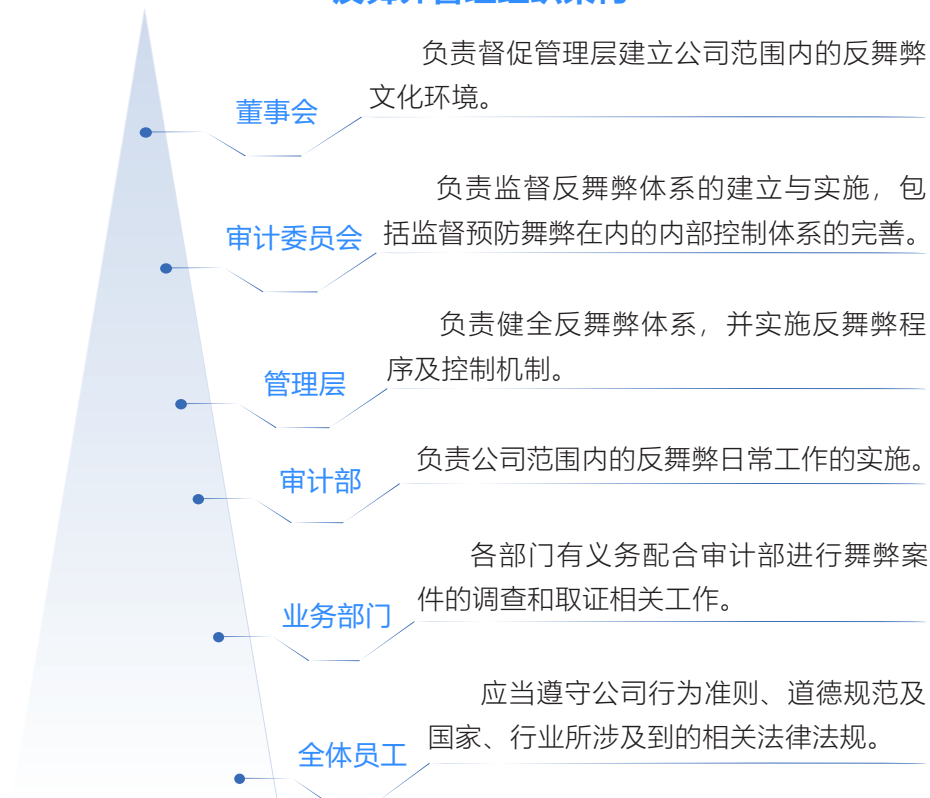 反舞弊管理组织架构
负责督促管理层建立公司范围内的反舞弊
文化环境。
董事会
负责监督反舞弊体系的建立与实施，包
括监督预防舞弊在内的内部控制体系的完善。
审计委员会
负责健全反舞弊体系，并实施反舞弊程
序及控制机制。
管理层
负责公司范围内的反舞弊日常工作的实施。
审计部
各部门有义务配合审计部进行舞弊案
件的调查和取证相关工作。
业务部门
应当遵守公司行为准则、道德规范及
国家、行业所涉及到的相关法律法规。
全体员工